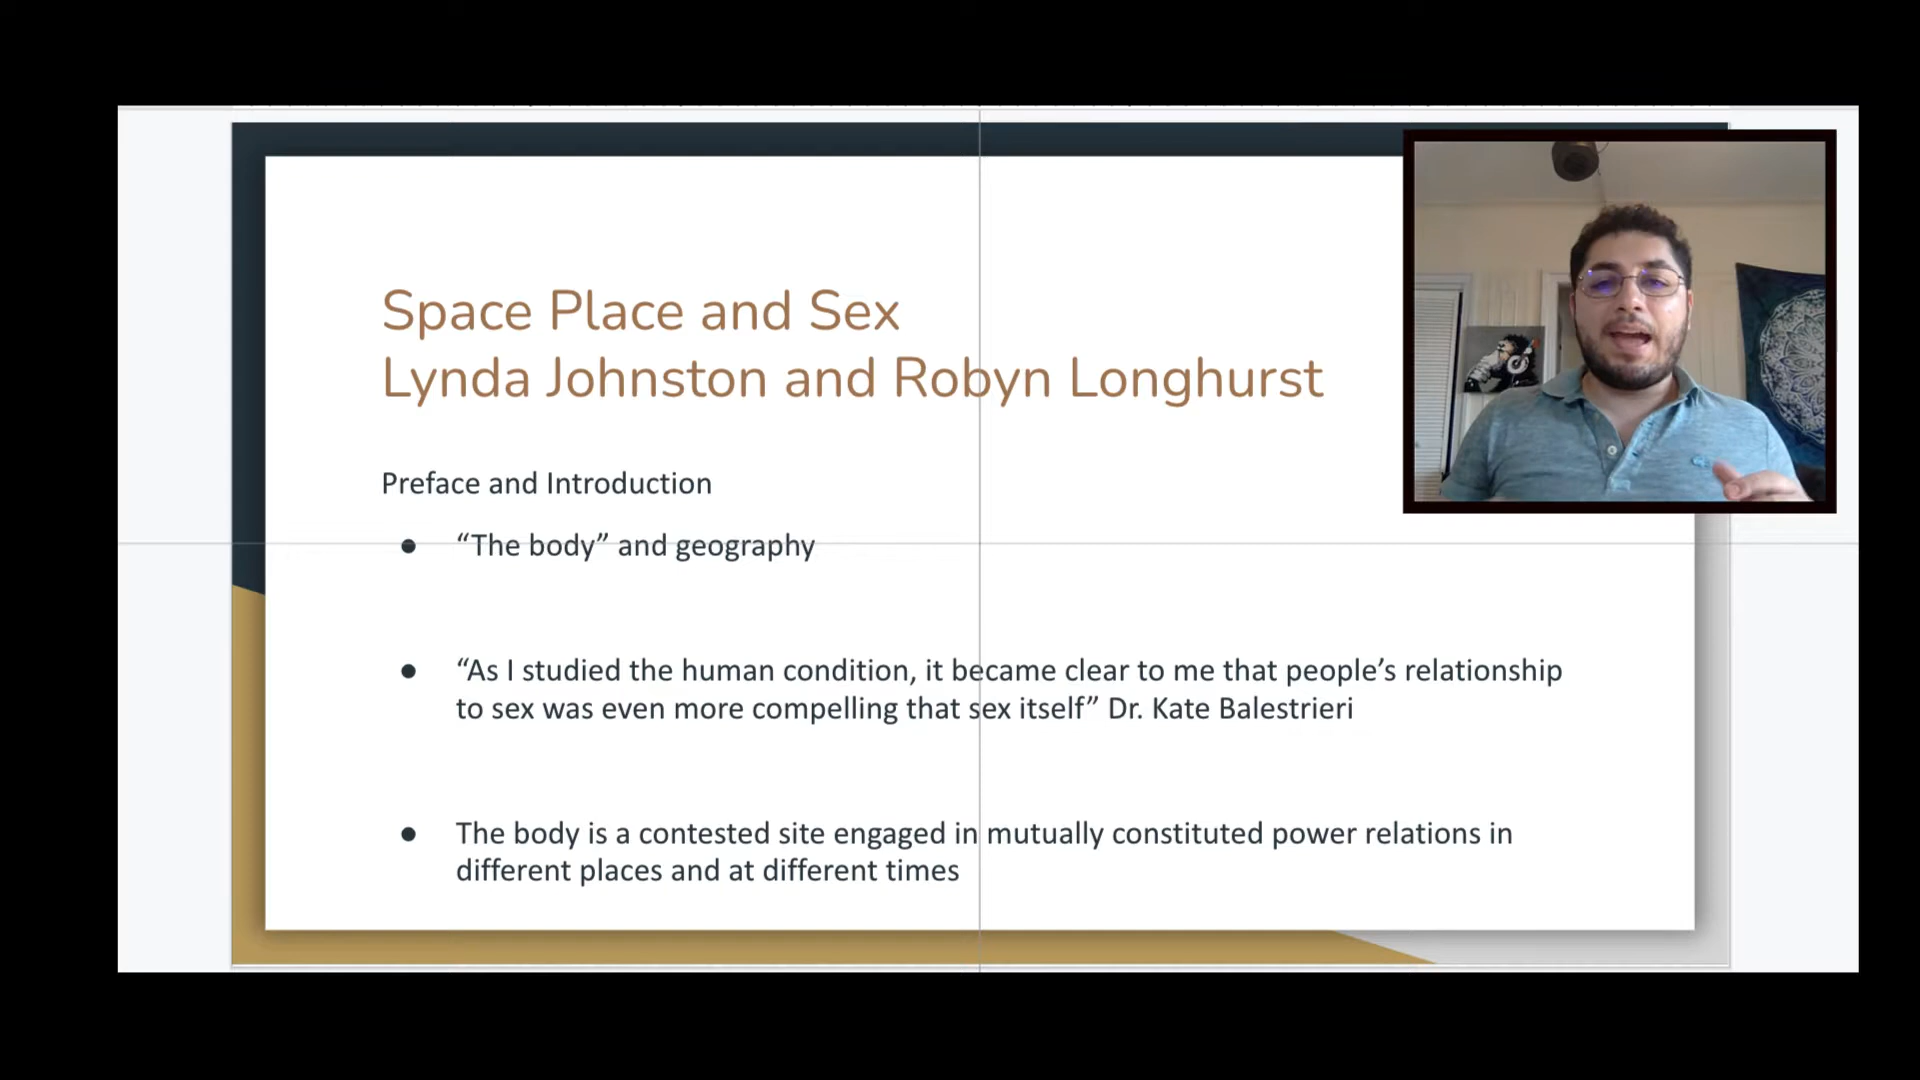 Space Place and Sex
Lynda Johnston and Robyn Longhurst
Preface and Introduction
● “The body” and geography
● “As I studied the human condition, it became clear to me that people’s relationship
to sex was even more compelling that sex itself” Dr. Kate Balestrieri
● The body is a contested site engaged in mutually constituted power relations in
different places and at different times